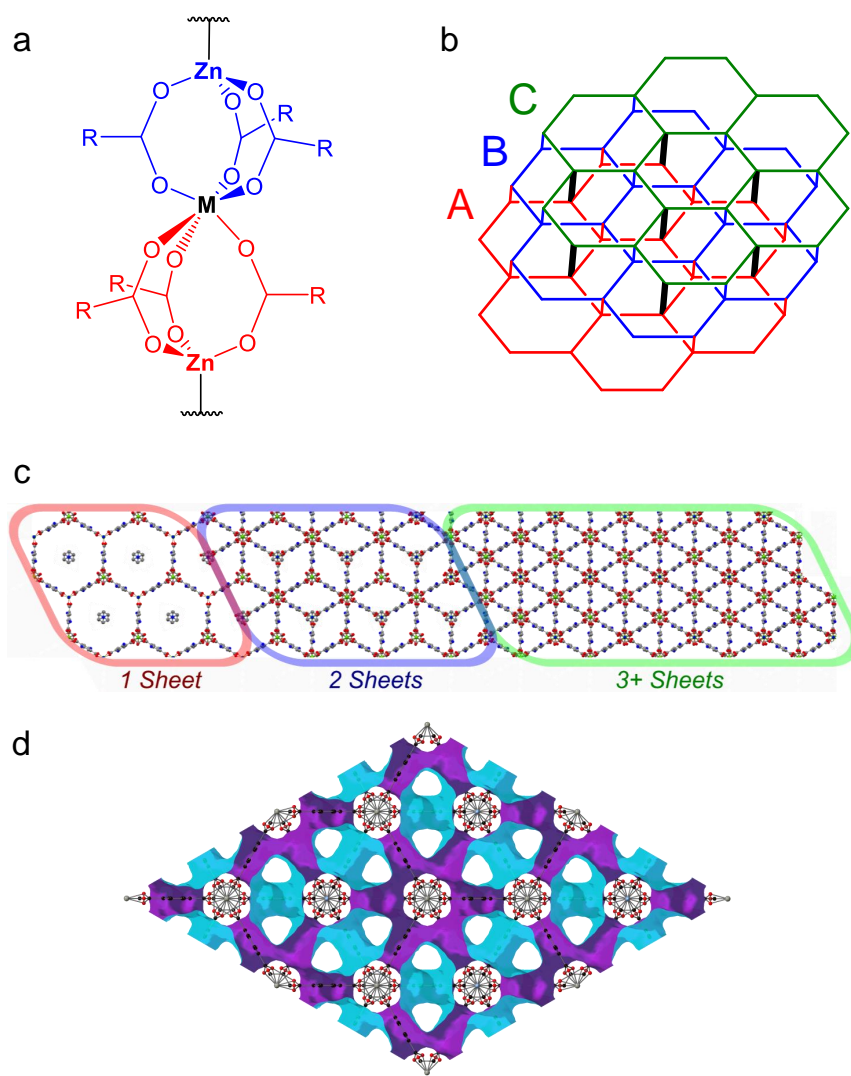 a
Zn
O O O
R R R
O O O
M
O O O
R R R
O O O
Zn
b
C
B
A
c
1 Sheet 2 Sheets 3+ Sheets
d